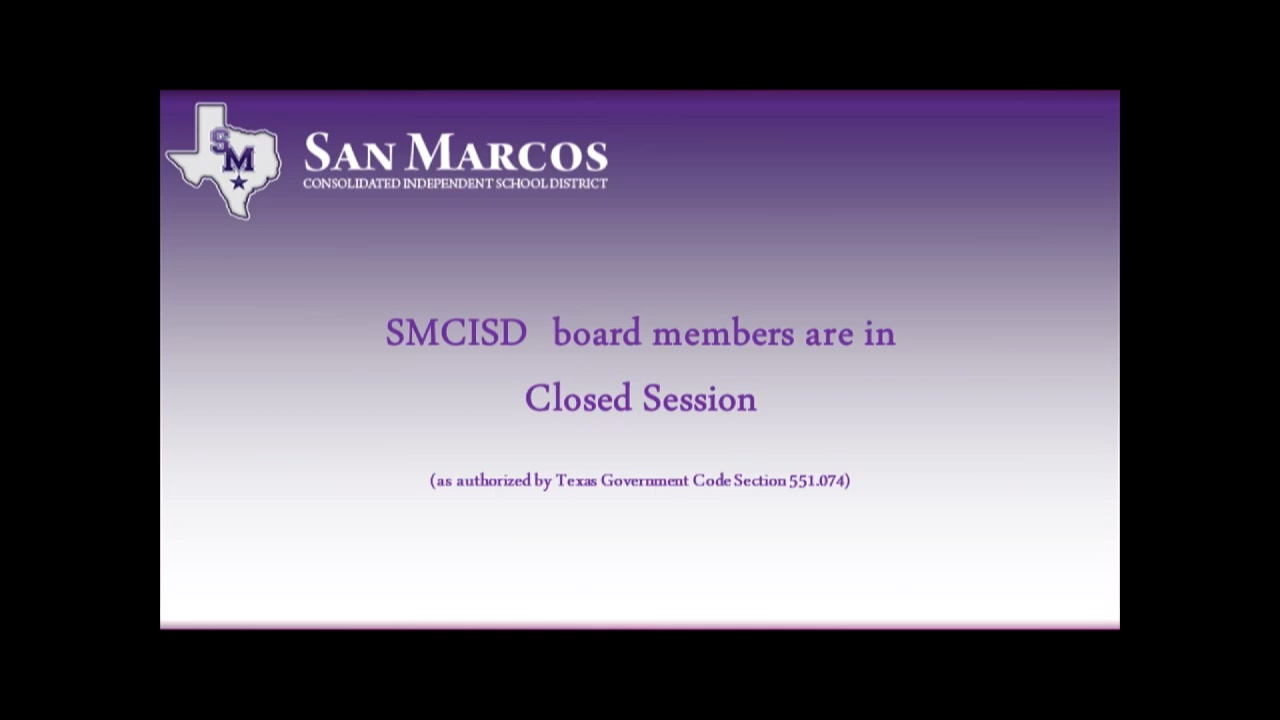 SM
SAN MARCOS
CONSOLIDATED INDEPENDENT SCHOOL DISTRICT
SMCISD board members are in
Closed Session
(as authorized by Texas Government Code Section 551.074)